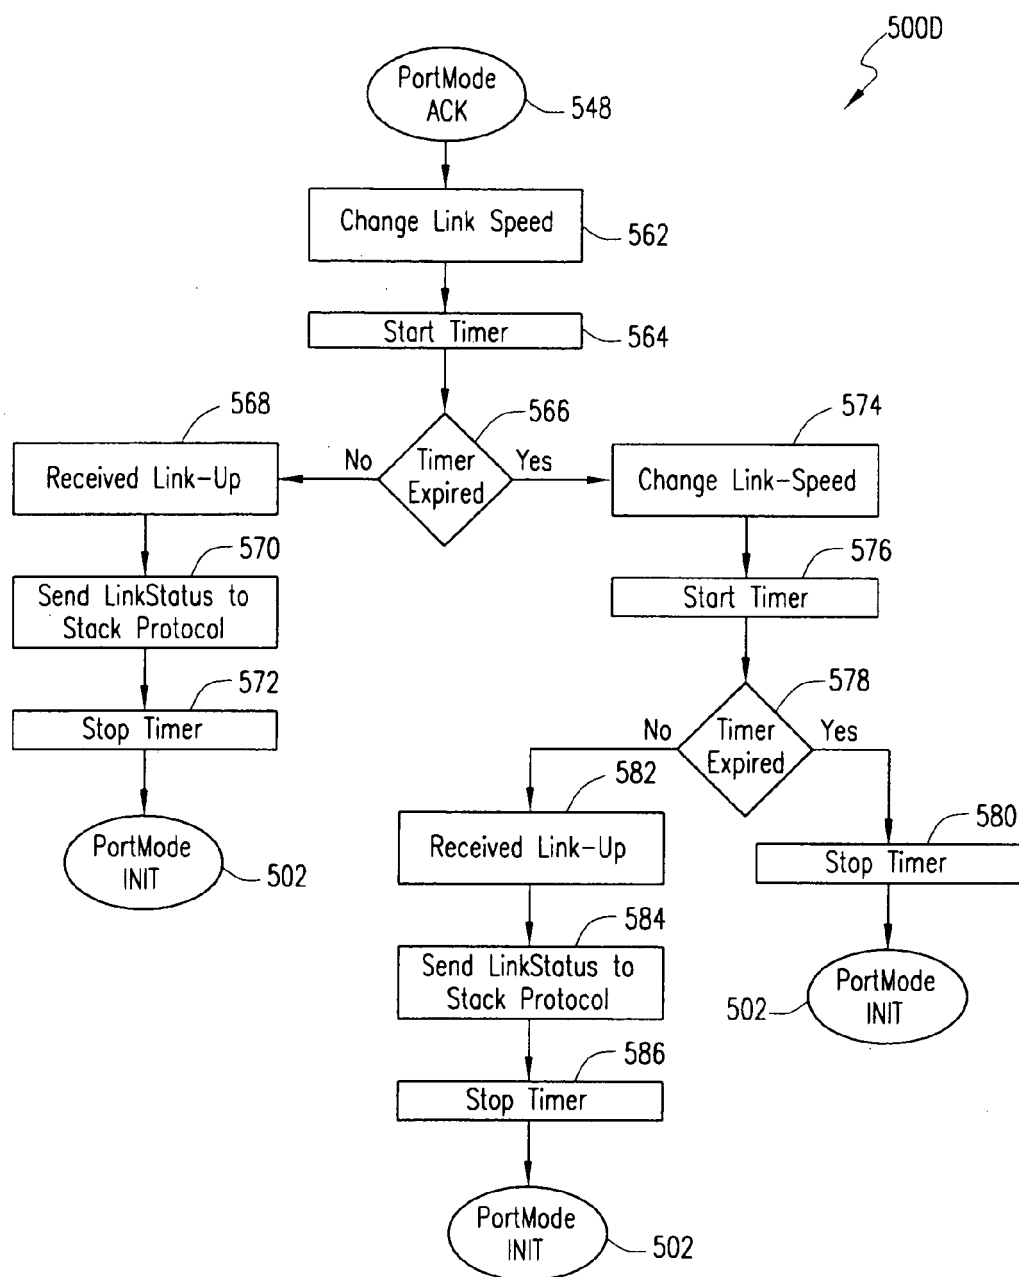 500D
PortMode
ACK
548
Change Link Speed
562
Start Timer
564
568
566
574
Received Link-Up
No
Timer
Expired
Yes
Change Link-Speed
570
576
Send LinkStatus to
Stack Protocol
Start Timer
572
578
Stop Timer
No
Timer
Expired
Yes
582
580
PortMode
INIT
502
Received Link-Up
Stop Timer
584
Send LinkStatus to
Stack Protocol
PortMode
INIT
502
586
Stop Timer
PortMode
INIT
502